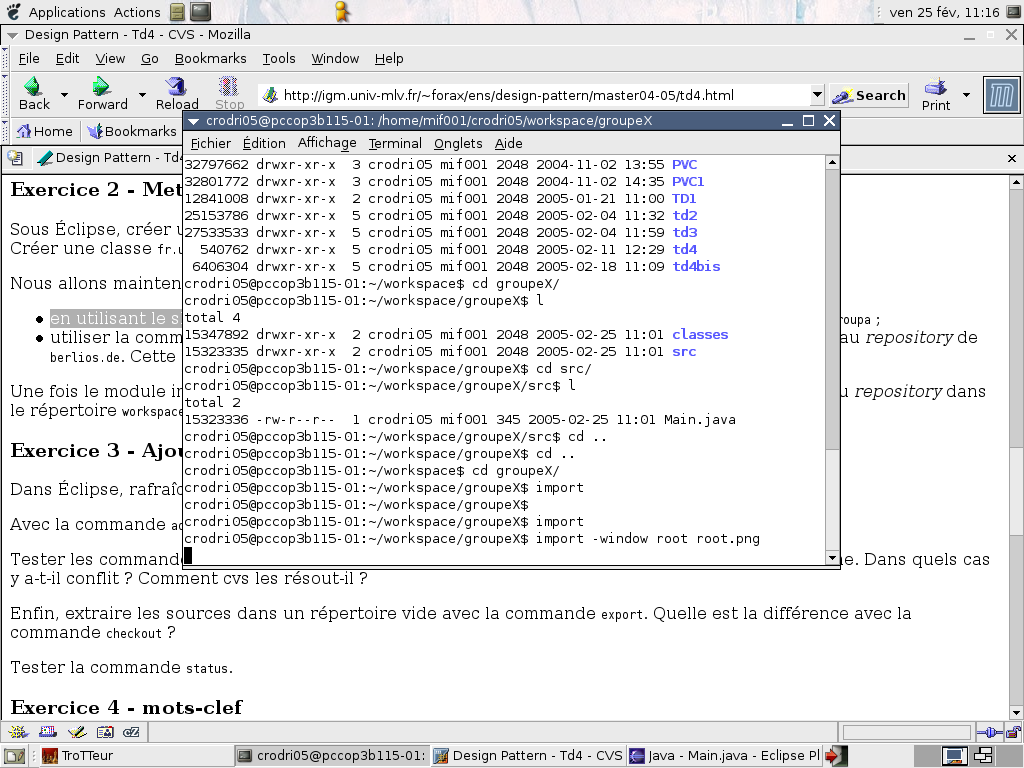 Applications Actions ven 25 fév, 11:16
Design Pattern - Td4 - CVS - Mozilla
File Edit View Go Bookmarks Tools Window Help
Back Forward Reload Stop http://igm.univ-mlv.fr/~forax/ens/design-pattern/master04-05/td4.html Search Print
Home Bookmarks
Design Pattern - Td4
crodri05@pccop3b115-01: /home/mif001/crodri05/workspace/groupeX
Fichier Édition Affichage Terminal Onglets Aide
32797662 drwxr-xr-x 3 crodri05 mif001 2048 2004-11-02 13:55 PVC
32801772 drwxr-xr-x 3 crodri05 mif001 2048 2004-11-02 14:35 PVC1
12841008 drwxr-xr-x 2 crodri05 mif001 2048 2005-01-21 11:00 TD1
25153786 drwxr-xr-x 5 crodri05 mif001 2048 2005-02-04 11:32 td2
27533533 drwxr-xr-x 5 crodri05 mif001 2048 2005-02-04 11:59 td3
540762 drwxr-xr-x 5 crodri05 mif001 2048 2005-02-11 12:29 td4
6406304 drwxr-xr-x 5 crodri05 mif001 2048 2005-02-18 11:09 td4bis
crodri05@pccop3b115-01:~/workspace$ cd groupeX/
crodri05@pccop3b115-01:~/workspace/groupeX$ l
total 4
15347892 drwxr-xr-x 2 crodri05 mif001 2048 2005-02-25 11:01 classes
15323335 drwxr-xr-x 2 crodri05 mif001 2048 2005-02-25 11:01 src
crodri05@pccop3b115-01:~/workspace/groupeX$ cd src/
crodri05@pccop3b115-01:~/workspace/groupeX/src$ l
total 2
15323336 -rw-r--r-- 1 crodri05 mif001 345 2005-02-25 11:01 Main.java
crodri05@pccop3b115-01:~/workspace/groupeX/src$ cd ..
crodri05@pccop3b115-01:~/workspace/groupeX$ cd ..
crodri05@pccop3b115-01:~/workspace$ cd groupeX/
crodri05@pccop3b115-01:~/workspace/groupeX$ import
crodri05@pccop3b115-01:~/workspace/groupeX$
crodri05@pccop3b115-01:~/workspace/groupeX$ import
crodri05@pccop3b115-01:~/workspace/groupeX$ import -window root root.png
Exercice 2 - Met
Sous Éclipse, créer u
Créer une classe fr.u
Nous allons mainten
en utilisant le s roupa ;
utiliser la comm au repository de
berlios.de. Cette
Une fois le module in u repository dans
le répertoire workspace
Exercice 3 - Ajou
Dans Éclipse, rafraîc
Avec la commande
Tester les commande ne. Dans quels cas
y a-t-il conflit ? Comment cvs les résout-il ?
Enfin, extraire les sources dans un répertoire vide avec la commande export. Quelle est la différence avec la
commande checkout ?
Tester la commande status.
Exercice 4 - mots-clef
TroTTeur crodri05@pccop3b115-01: Design Pattern - Td4 - CVS Java - Main.java - Eclipse Pl